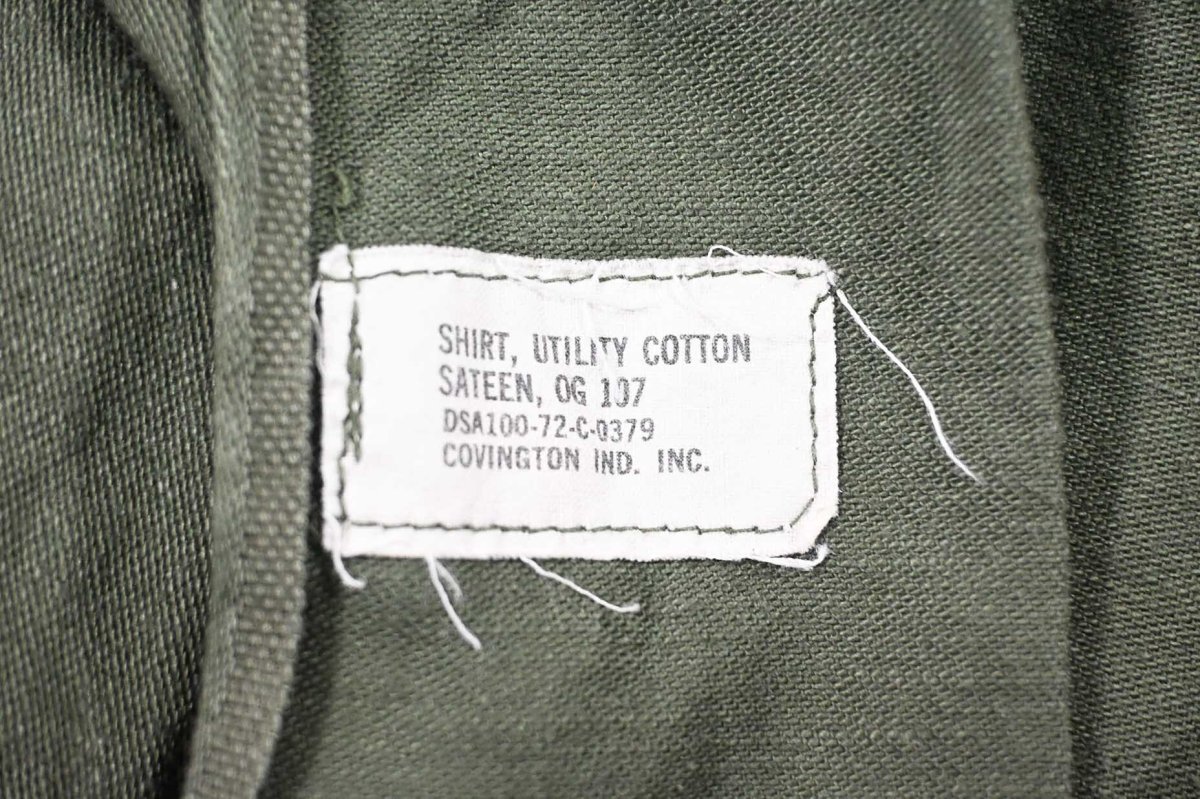 SHIRT, UTILITY COTTON
SATEEN, OG 107
DSA100-72-C-0379
COVINGTON IND. INC.